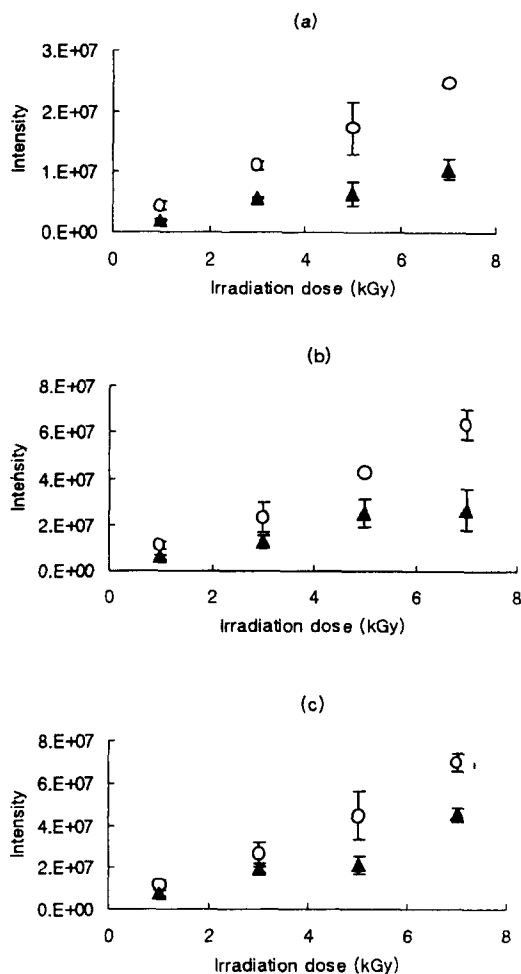 (a)
3.E+07
2.E+07
1.E+07
0.E+00
Intensity
0 2 4 6 8
Irradiation dose (kGy)
(b)
8.E+07
6.E+07
4.E+07
2.E+07
0.E+00
Intensity
0 2 4 6 8
Irradiation dose (kGy)
(c)
8.E+07
6.E+07
4.E+07
2.E+07
0.E+00
Intensity
0 2 4 6 8
Irradiation dose (kGy)